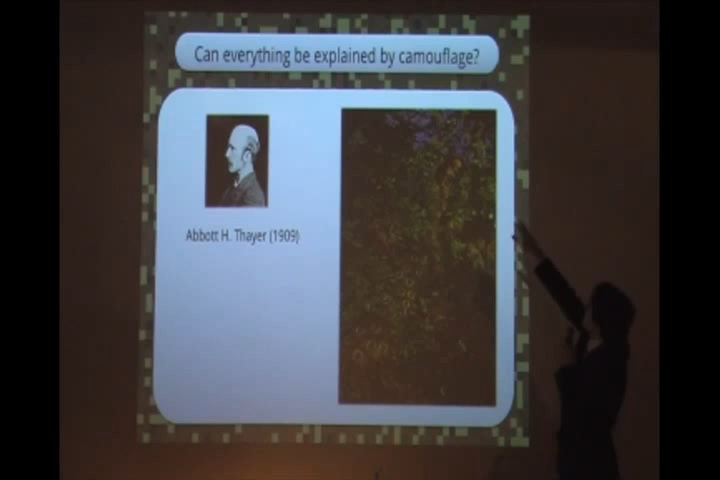 Can everything be explained by camouflage?
Abbott H. Thayer (1909)